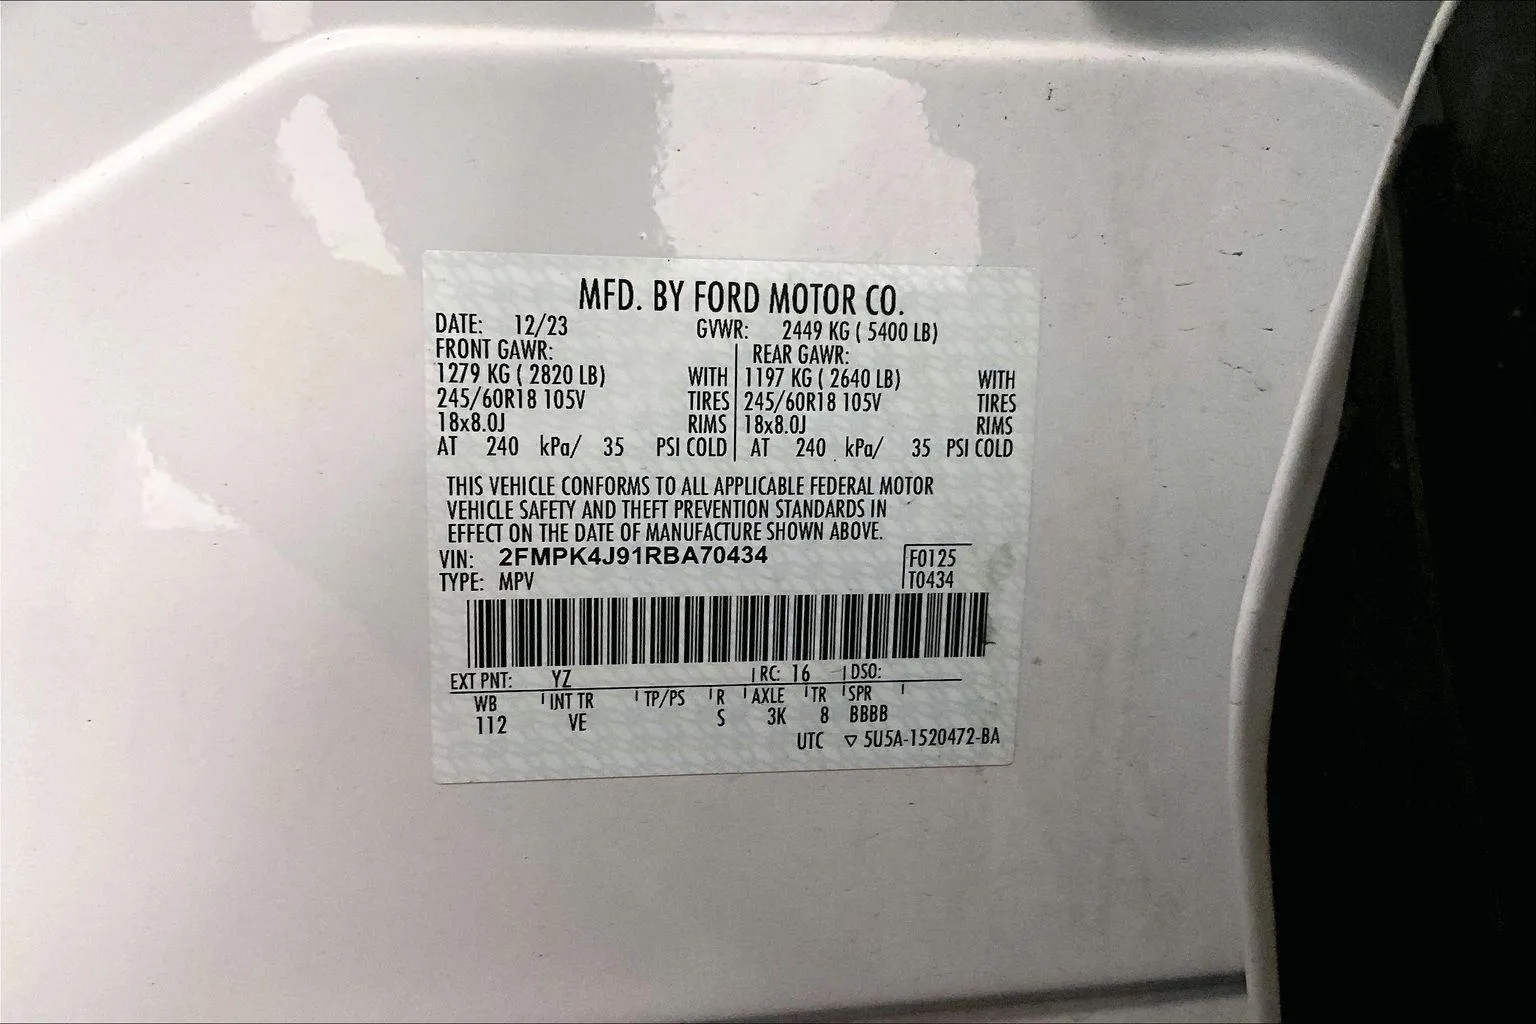 MFD. BY FORD MOTOR CO.
DATE: 12/23 GVWR: 2449 KG ( 5400 LB)
FRONT GAWR: REAR GAWR:
1279 KG ( 2820 LB) WITH 1197 KG ( 2640 LB) WITH
245/60R18 105V TIRES 245/60R18 105V TIRES
18x8.0J RIMS 18x8.0J RIMS
AT 240 kPa/ 35 PSI COLD AT 240 kPa/ 35 PSI COLD
THIS VEHICLE CONFORMS TO ALL APPLICABLE FEDERAL MOTOR
VEHICLE SAFETY AND THEFT PREVENTION STANDARDS IN
EFFECT ON THE DATE OF MANUFACTURE SHOWN ABOVE.
VIN: 2FMPK4J91RBA70434 F0125
TYPE: MPV T0434
EXT PNT: YZ RC: 16 DSO:
WB INT TR TP/PS R AXLE TR SPR
112 VE S 3K 8 BBBB
UTC ▽ 5U5A-1520472-BA